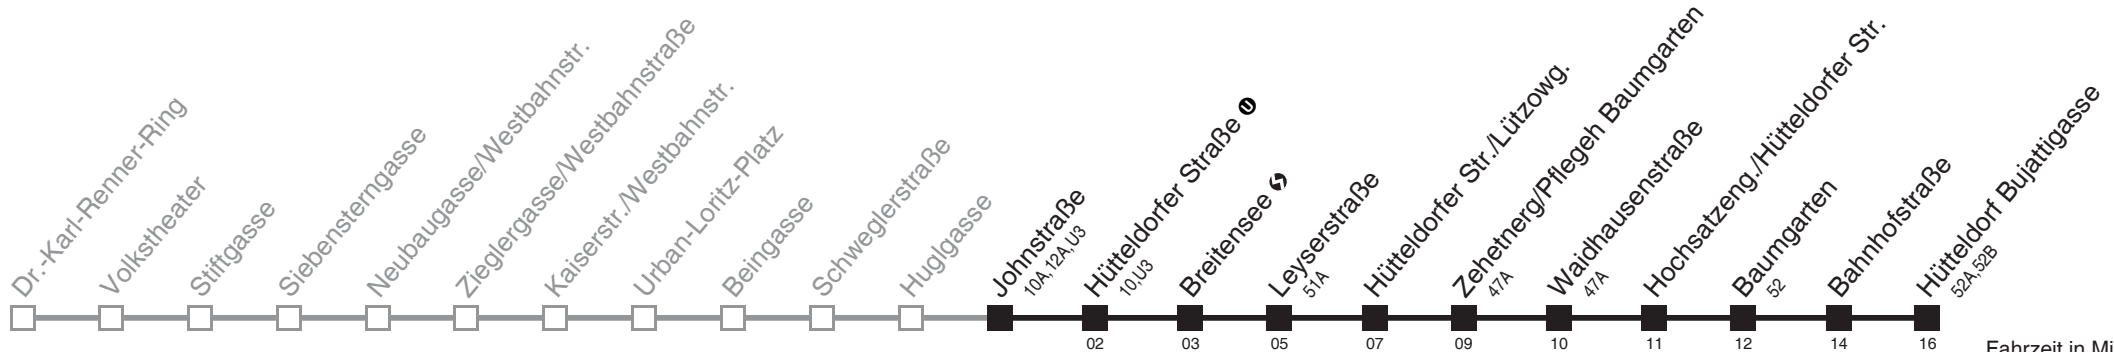 Dr.-Karl-Renner-Ring
Volkstheater
Stiftgasse
Siebensterngasse
Neubaugasse/Westbahnstr.
Zieglergasse/Westbahnstraße
Kaiserstr./Westbahnstr.
Urban-Loritz-Platz
Beingasse
Schweglerstraße
Huglgasse
Johnstraße
10A,12A,U3
Hütteldorfer Straße U
10,U3
Breitensee
Leyserstraße
51A
Hütteldorfer Str./Lützowg.
Zehetnerg/Pflegeh Baumgarten
47A
Waidhausenstraße
47A
Hochsatzeng./Hütteldorfer Str.
Baumgarten
52
Bahnhofstraße
Hütteldorf Bujattigasse
52A,52B
02 03 05 07 09 10 11 12 14 16
Fahrzeit in Mi